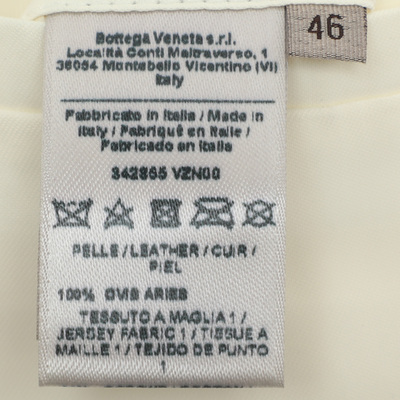 46
Bottega Veneta s.r.l.
Località Conti Maltraverso, 1
36054 Montebello Vicentino (VI)
Italy
Fabbricato in Italia / Made in
Italy / Fabriqué en Italie /
Fabricado en Italia
342855 VZN00
PELLE / LEATHER / CUIR /
PIEL
100% OVIS ARIES
TESSUTO A MAGLIA 1 /
JERSEY FABRIC 1 / TISSUE A
MAILLE 1 / TEJIDO DE PUNTO
1